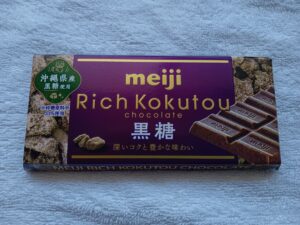 沖縄県産
黒糖使用
meiji
Rich Kokutou
chocolate
黒糖
深いコクと豊かな味わい
MEIJI RICH KOKUTOU CHOCOL